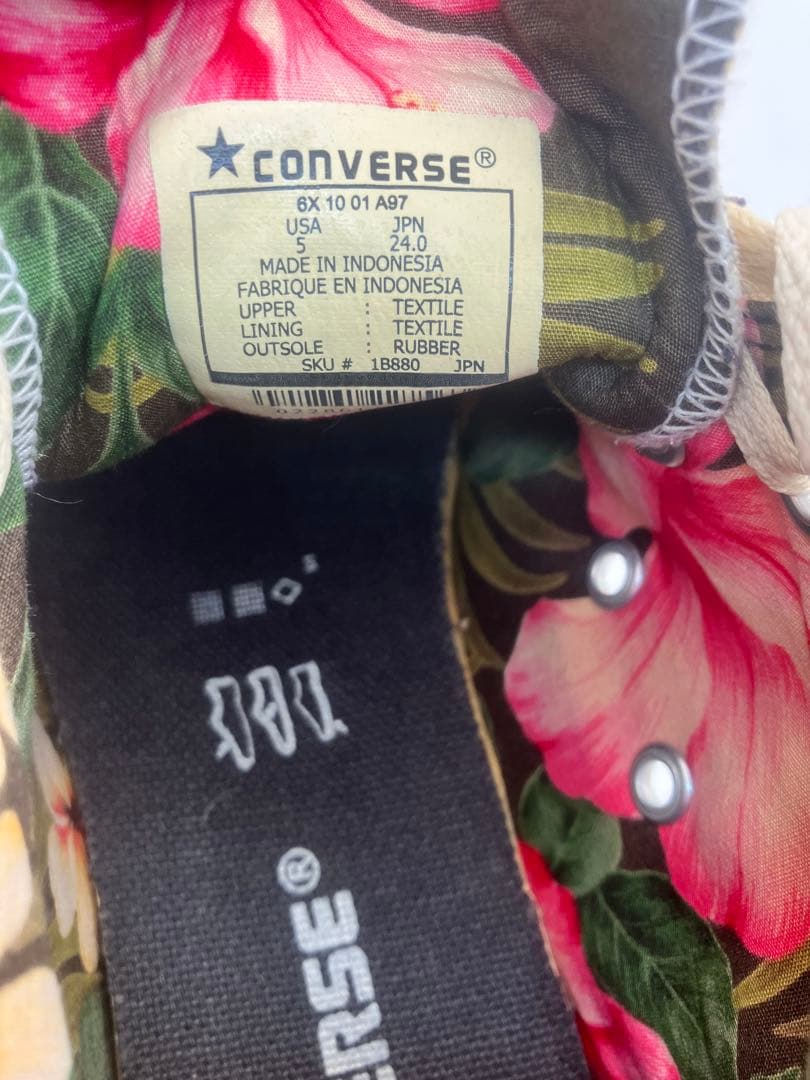 ★CONVERSE®
6X 10 01 A97
USA JPN
5 24.0
MADE IN INDONESIA
FABRIQUE EN INDONESIA
UPPER : TEXTILE
LINING : TEXTILE
OUTSOLE : RUBBER
SKU # 1B880 JPN
ERSE®